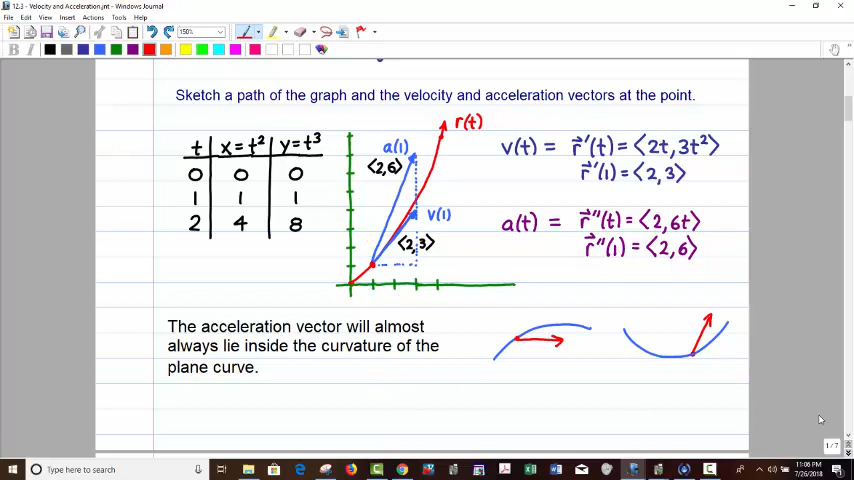 12.3 - Velocity and Acceleration.jnt - Windows Journal
File Edit View Insert Actions Tools Help
150%
B I
Sketch a path of the graph and the velocity and acceleration vectors at the point.
t x=t² y=t³
0 0 0
1 1 1
2 4 8
r(t)
a(1)
⟨2,6⟩
v(1)
⟨2,3⟩
v(t) = r⃗'(t) = ⟨2t,3t²⟩
r⃗'(1) = ⟨2,3⟩
a(t) = r⃗''(t) = ⟨2,6t⟩
r⃗''(1) = ⟨2,6⟩
The acceleration vector will almost
always lie inside the curvature of the
plane curve.
1 / 7
Type here to search
11:06 PM
7/26/2018